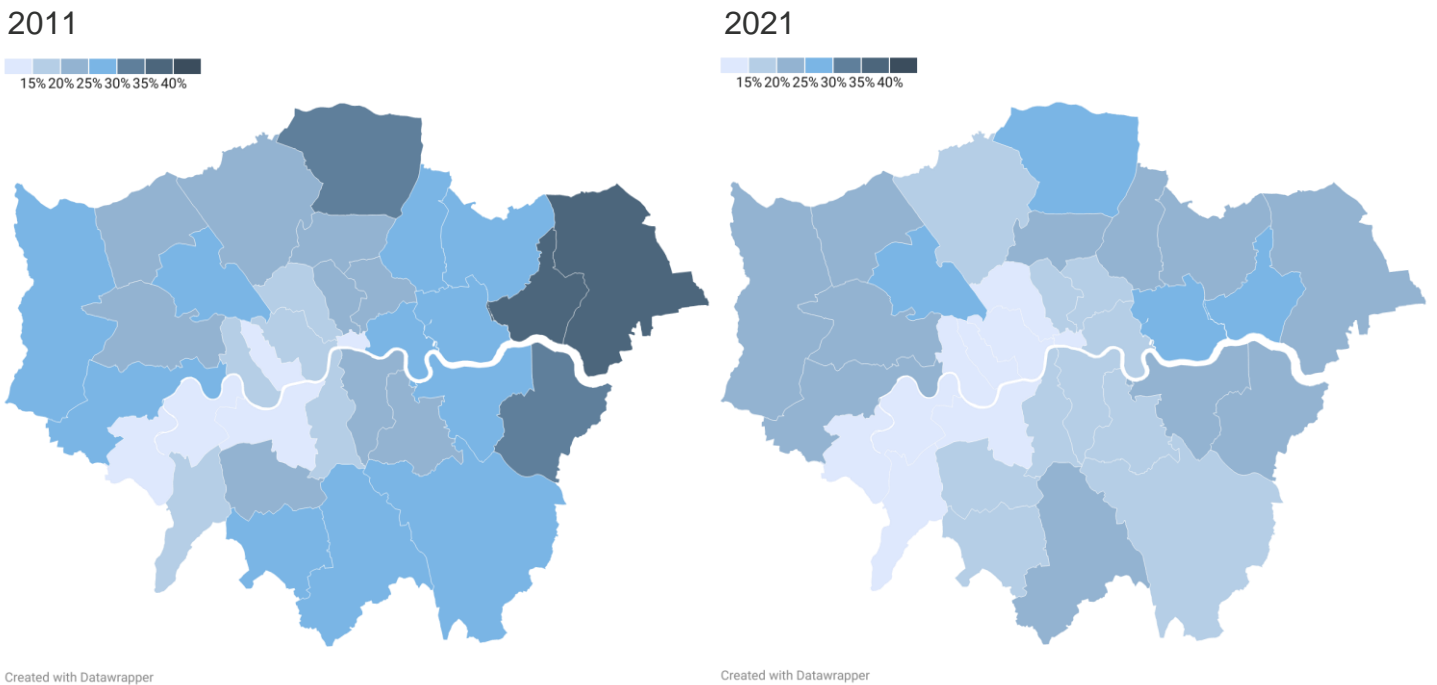 2011
15% 20% 25% 30% 35% 40%
Created with Datawrapper
2021
15% 20% 25% 30% 35% 40%
Created with Datawrapper